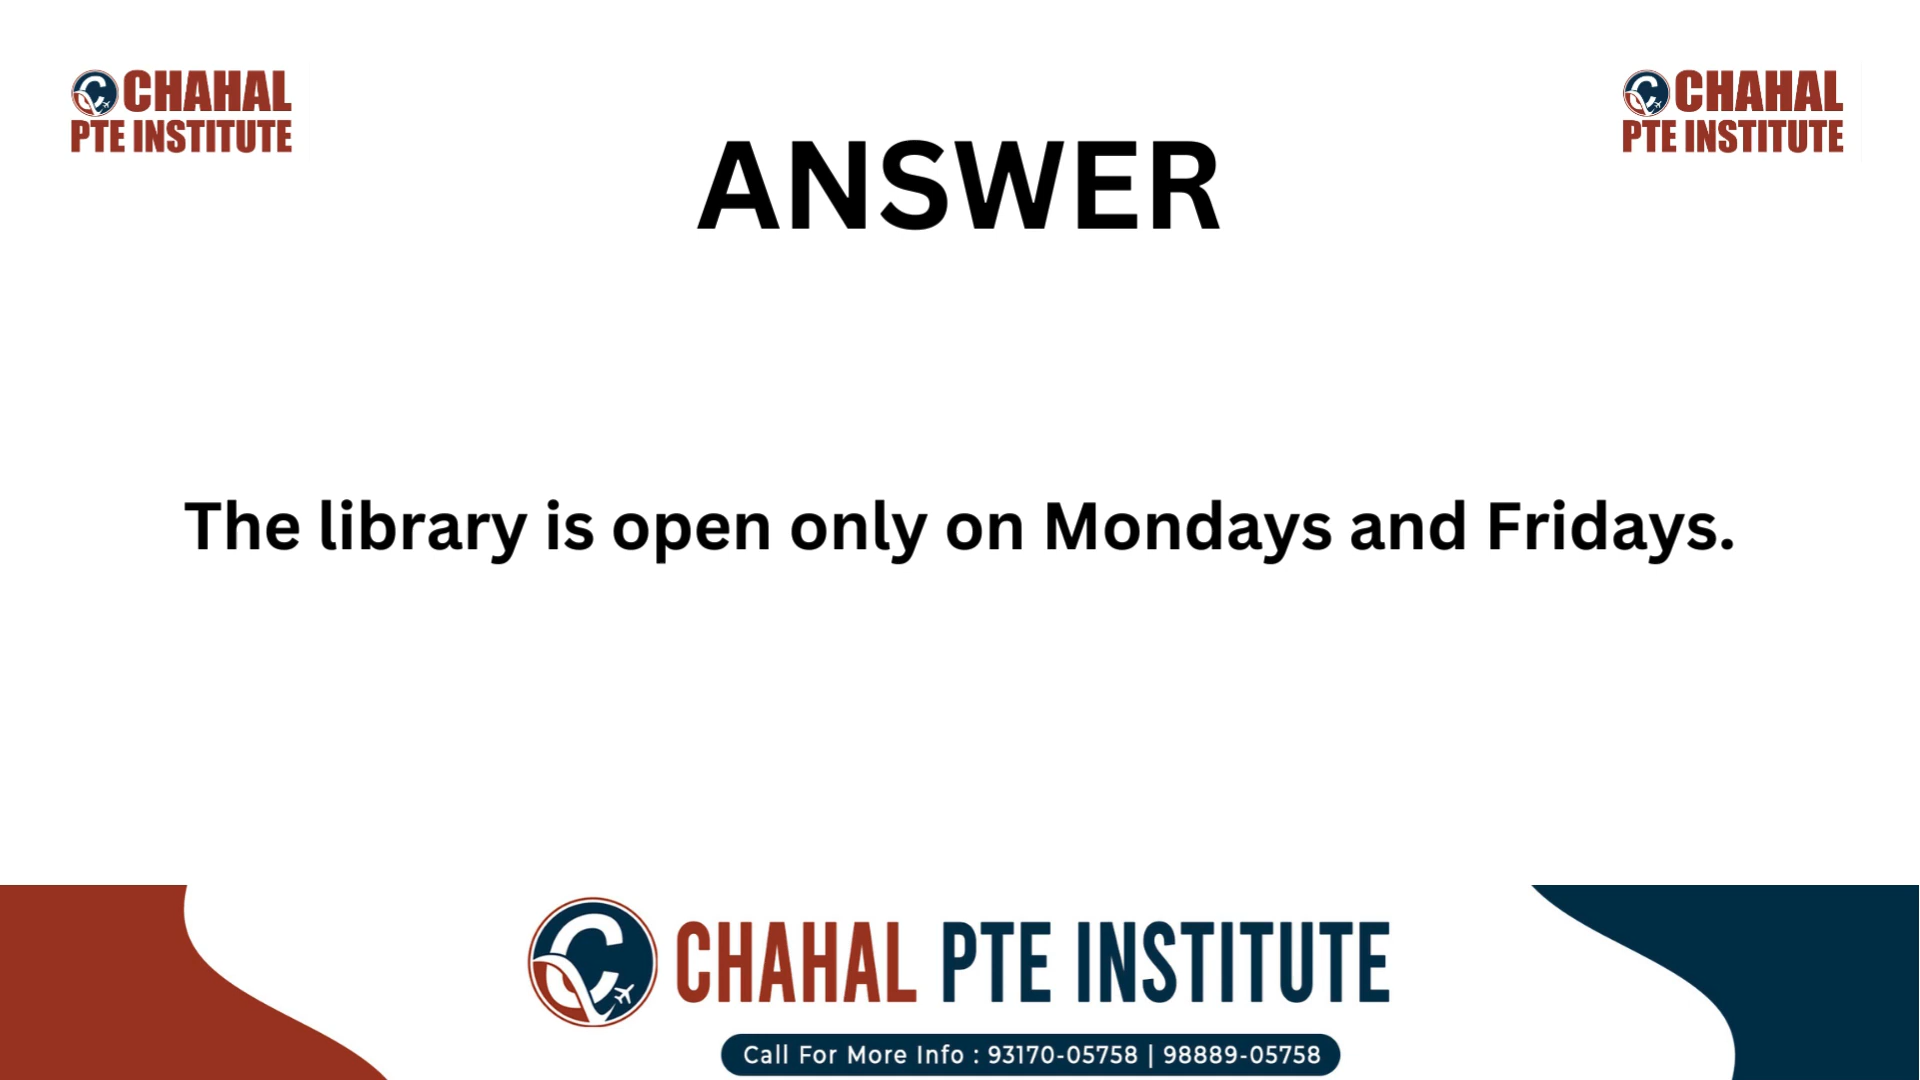 CHAHAL
PTE INSTITUTE
CHAHAL
PTE INSTITUTE
ANSWER
The library is open only on Mondays and Fridays.
CHAHAL PTE INSTITUTE
Call For More Info : 93170-05758 | 98889-05758